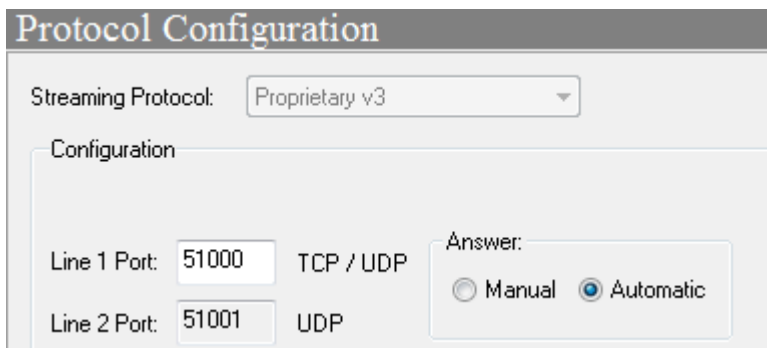 Protocol Configuration
Streaming Protocol: Proprietary v3
Configuration
Line 1 Port: 51000 TCP / UDP
Answer:
Manual Automatic
Line 2 Port: 51001 UDP